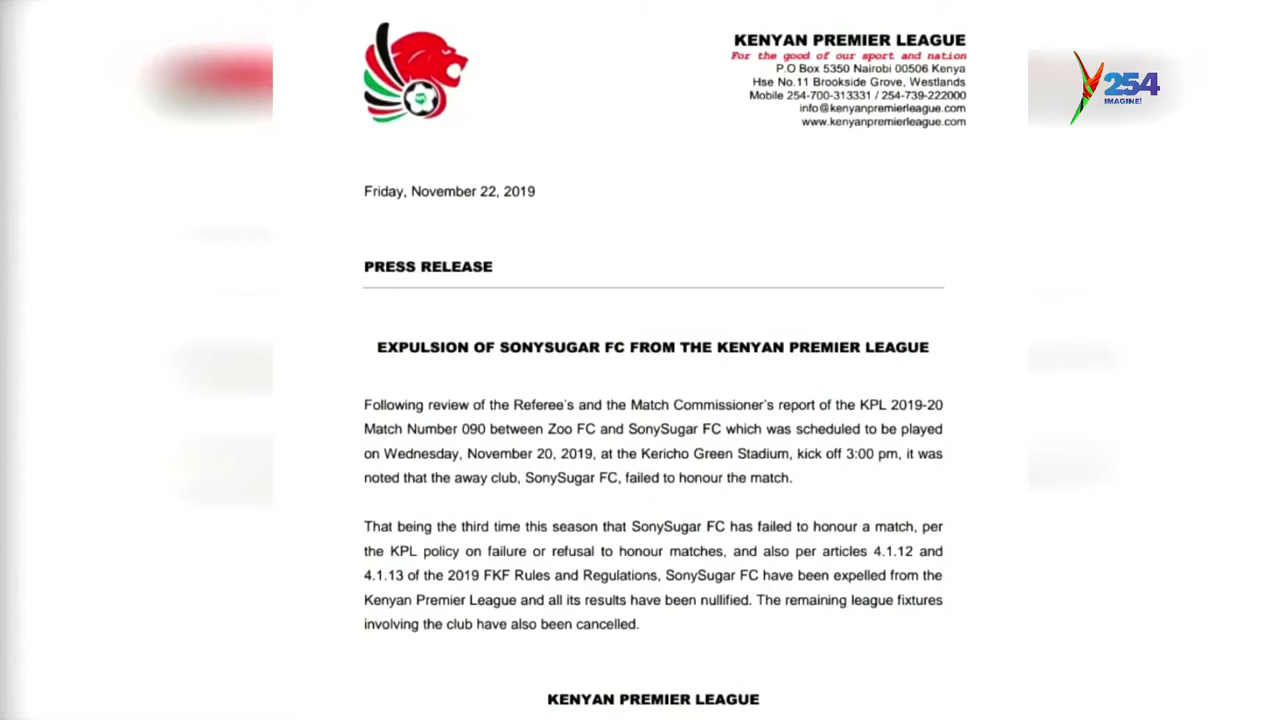 KENYAN PREMIER LEAGUE
For the good of our sport and nation
P.O Box 5350 Nairobi 00506 Kenya
Hse No.11 Brookside Grove, Westlands
Mobile 254-700-313331 / 254-739-222000
info@kenyanpremierleague.com
www.kenyanpremierleague.com
254
IMAGINE!
Friday, November 22, 2019
PRESS RELEASE
EXPULSION OF SONYSUGAR FC FROM THE KENYAN PREMIER LEAGUE
Following review of the Referee's and the Match Commissioner's report of the KPL 2019-20
Match Number 090 between Zoo FC and SonySugar FC which was scheduled to be played
on Wednesday, November 20, 2019, at the Kericho Green Stadium, kick off 3:00 pm, it was
noted that the away club, SonySugar FC, failed to honour the match.
That being the third time this season that SonySugar FC has failed to honour a match, per
the KPL policy on failure or refusal to honour matches, and also per articles 4.1.12 and
4.1.13 of the 2019 FKF Rules and Regulations, SonySugar FC have been expelled from the
Kenyan Premier League and all its results have been nullified. The remaining league fixtures
involving the club have also been cancelled.
KENYAN PREMIER LEAGUE